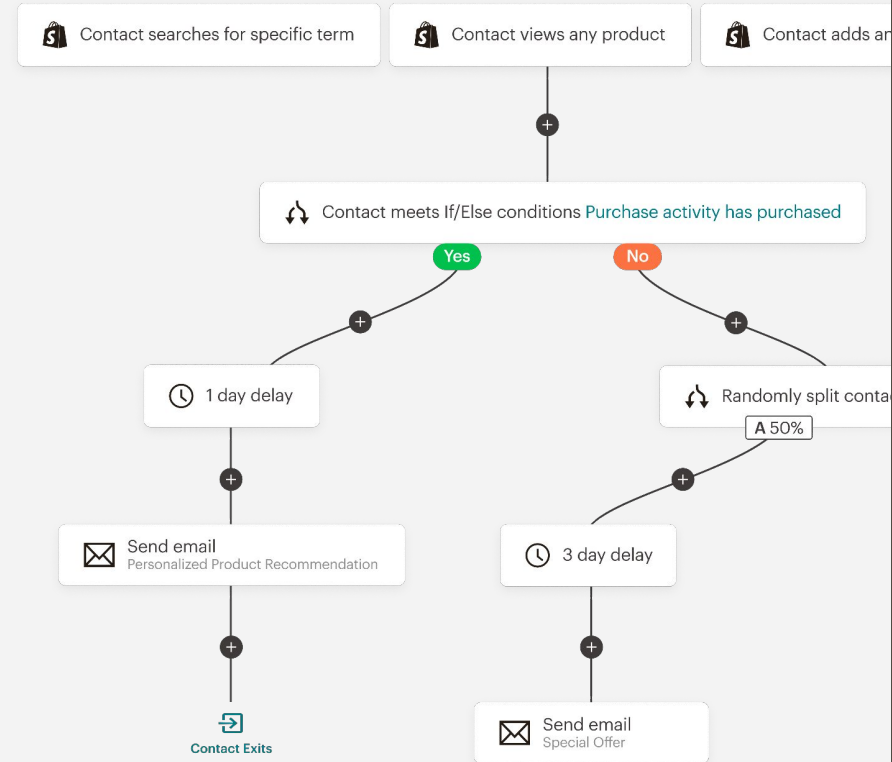 Contact searches for specific term
Contact views any product
Contact adds
Contact meets If/Else conditions Purchase activity has purchased
Yes
No
1 day delay
Randomly split
A 50%
Send email
Personalized Product Recommendation
3 day delay
Send email
Special Offer
Contact Exits